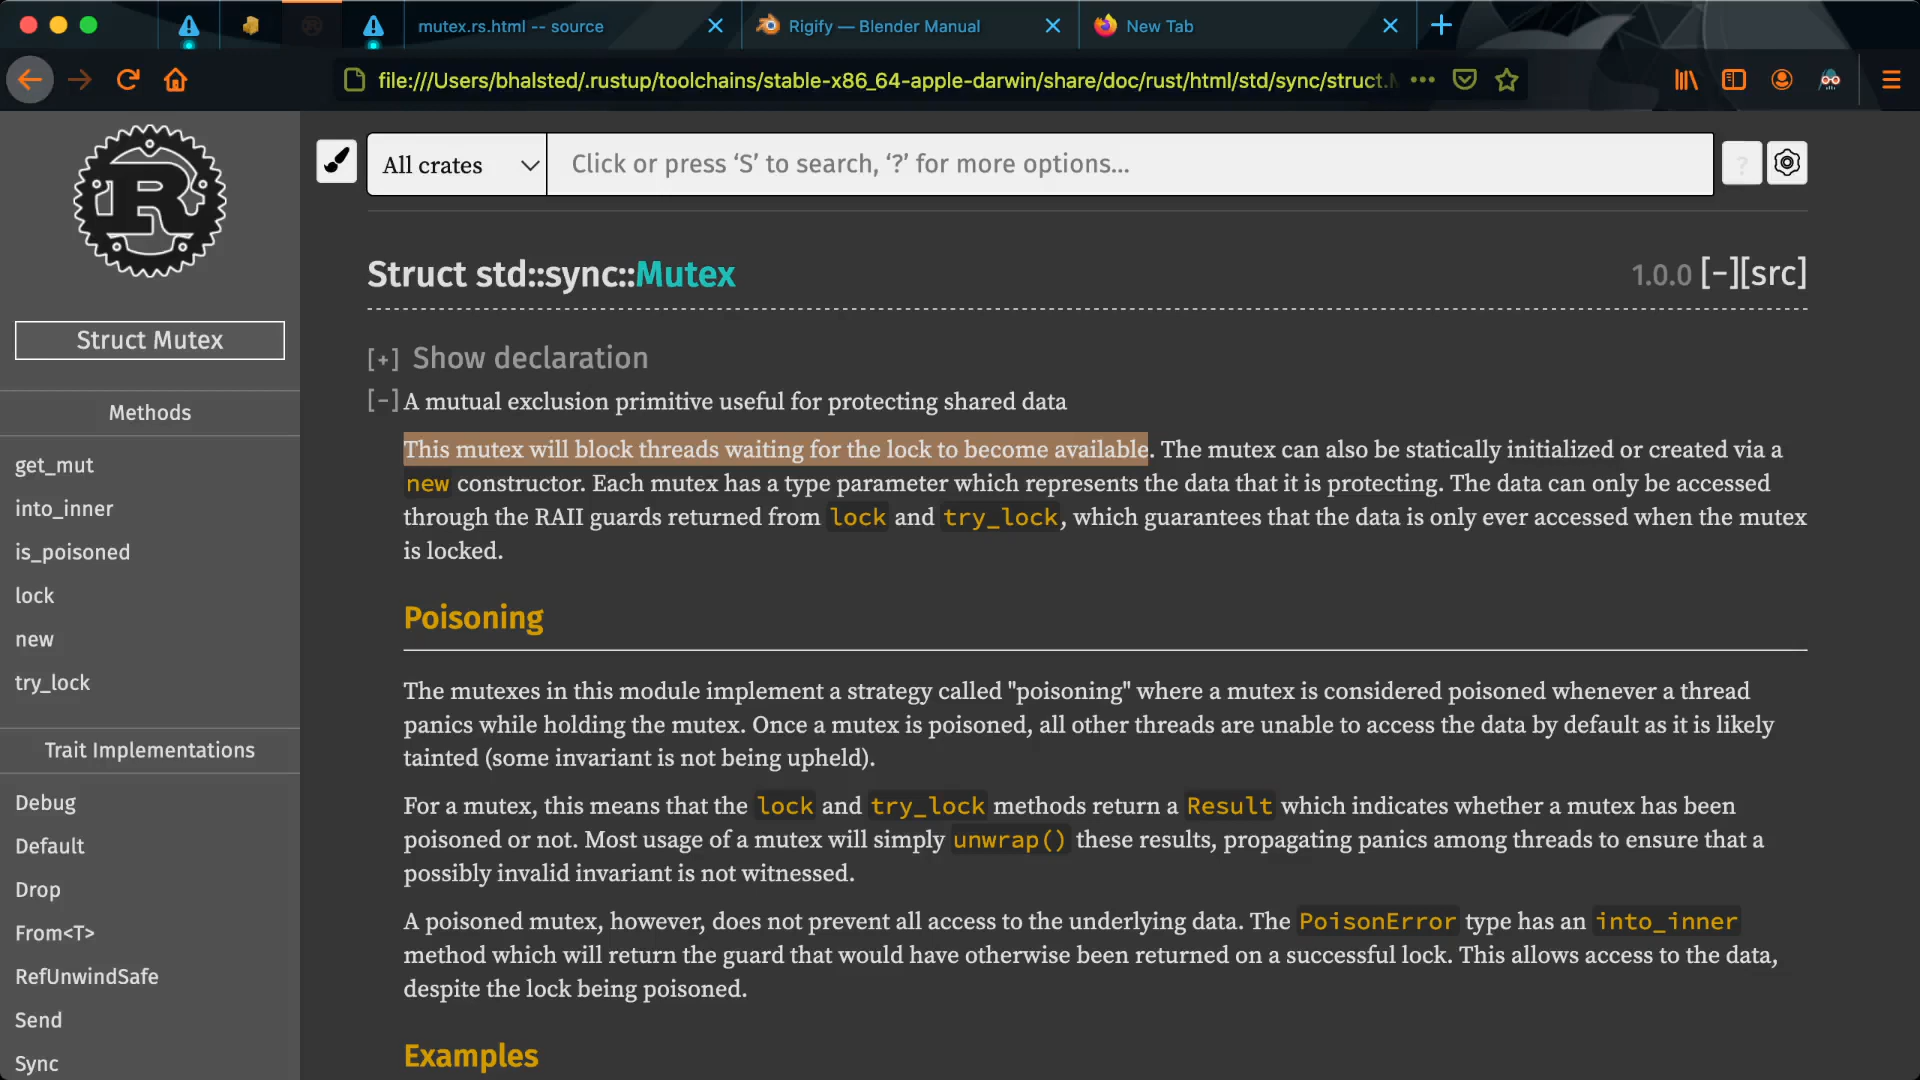 mutex.rs.html -- source
Rigify — Blender Manual
New Tab
file:///Users/bhalsted/.rustup/toolchains/stable-x86_64-apple-darwin/share/doc/rust/html/std/sync/struct.M
R
All crates
Click or press ‘S’ to search, ‘?’ for more options...
?
Struct Mutex
Methods
get_mut
into_inner
is_poisoned
lock
new
try_lock
Trait Implementations
Debug
Default
Drop
From<T>
RefUnwindSafe
Send
Sync
Struct std::sync::Mutex
1.0.0 [-][src]
[+] Show declaration
[-] A mutual exclusion primitive useful for protecting shared data
This mutex will block threads waiting for the lock to become available. The mutex can also be statically initialized or created via a
new constructor. Each mutex has a type parameter which represents the data that it is protecting. The data can only be accessed
through the RAII guards returned from lock and try_lock, which guarantees that the data is only ever accessed when the mutex
is locked.
Poisoning
The mutexes in this module implement a strategy called "poisoning" where a mutex is considered poisoned whenever a thread
panics while holding the mutex. Once a mutex is poisoned, all other threads are unable to access the data by default as it is likely
tainted (some invariant is not being upheld).
For a mutex, this means that the lock and try_lock methods return a Result which indicates whether a mutex has been
poisoned or not. Most usage of a mutex will simply unwrap() these results, propagating panics among threads to ensure that a
possibly invalid invariant is not witnessed.
A poisoned mutex, however, does not prevent all access to the underlying data. The PoisonError type has an into_inner
method which will return the guard that would have otherwise been returned on a successful lock. This allows access to the data,
despite the lock being poisoned.
Examples